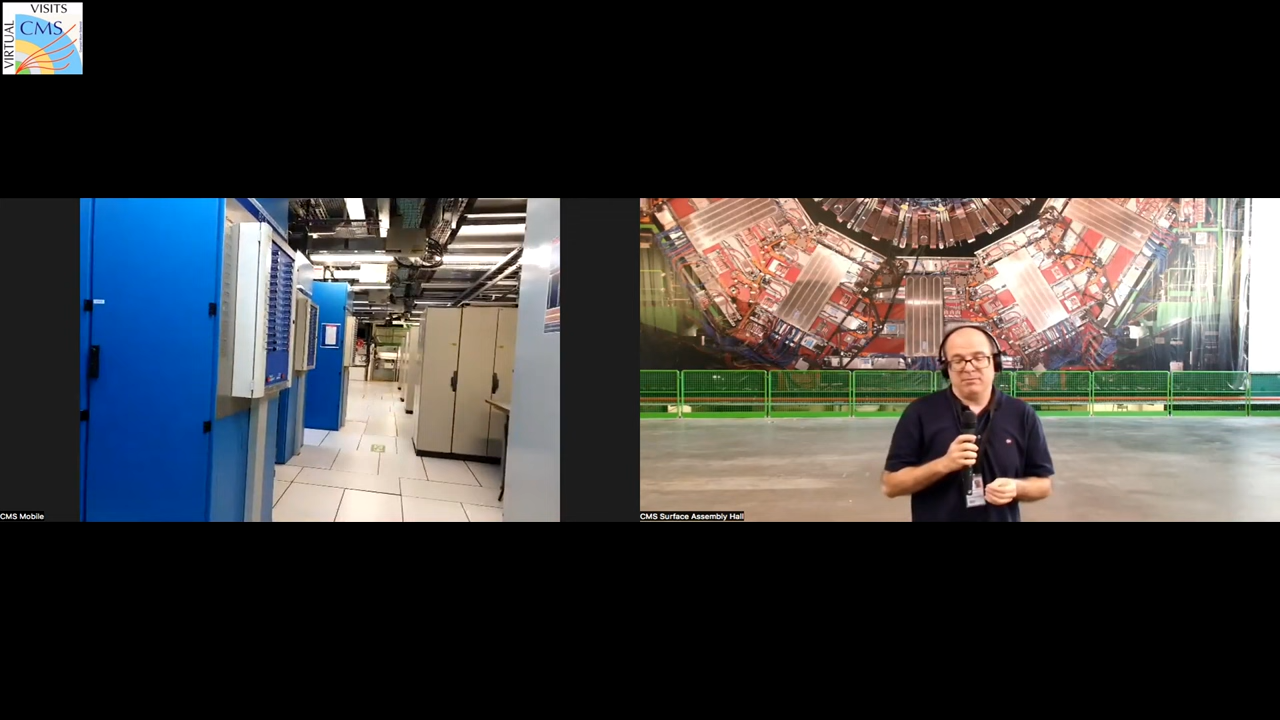 VISITS
CMS
VIRTUAL
CMS Mobile
CMS Surface Assembly Hall